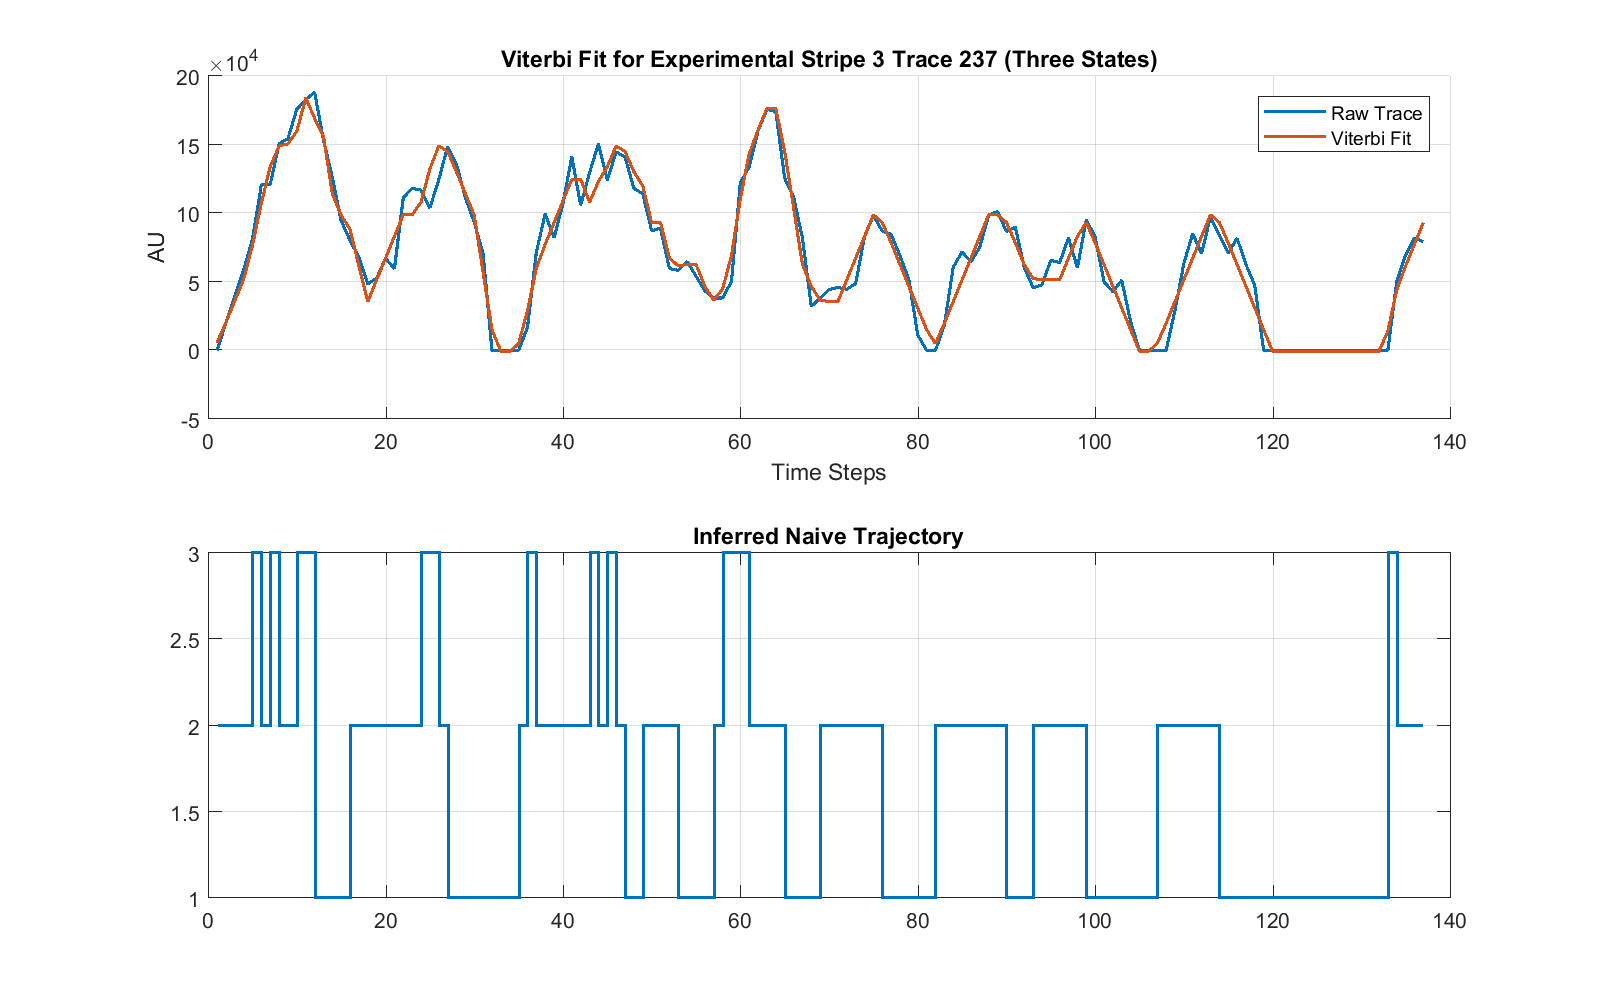 Viterbi Fit for Experimental Stripe 3 Trace 237 (Three States)
×10^4
20
15
10
5
0
-5
AU
0 20 40 60 80 100 120 140
Time Steps
Raw Trace
Viterbi Fit
Inferred Naive Trajectory
3
2.5
2
1.5
1
0 20 40 60 80 100 120 140